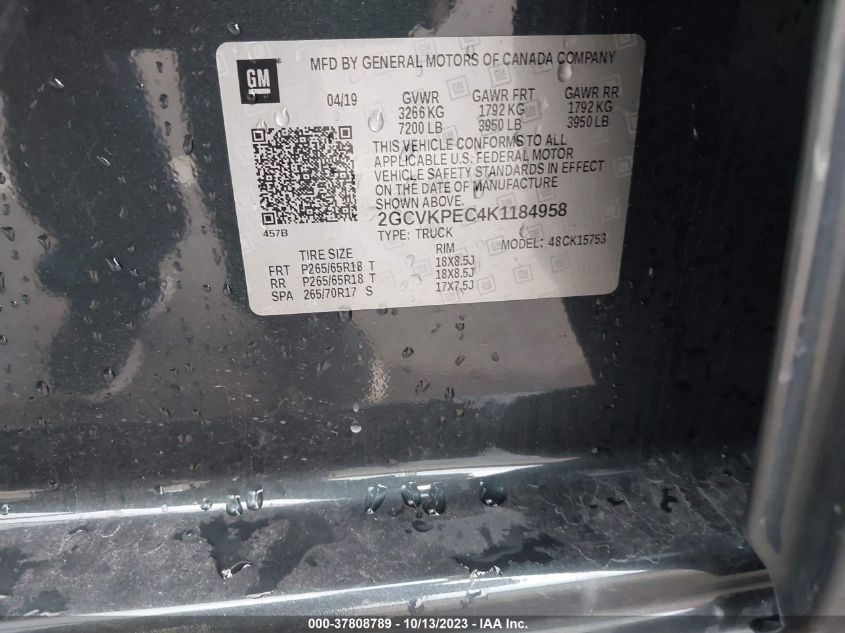 GM
MFD BY GENERAL MOTORS OF CANADA COMPANY
04/19
GVWR GAWR FRT GAWR RR
3266 KG 1792 KG 1792 KG
7200 LB 3950 LB 3950 LB
THIS VEHICLE CONFORMS TO ALL
APPLICABLE U.S. FEDERAL MOTOR
VEHICLE SAFETY STANDARDS IN EFFECT
ON THE DATE OF MANUFACTURE
SHOWN ABOVE.
2GCVKPEC4K1184958
457B
TYPE: TRUCK MODEL: 48CK15753
TIRE SIZE RIM
FRT P265/65R18 T 18X8.5J
RR P265/65R18 T 18X8.5J
SPA 265/70R17 S 17X7.5J
000-37808789 - 10/13/2023 - IAA Inc.